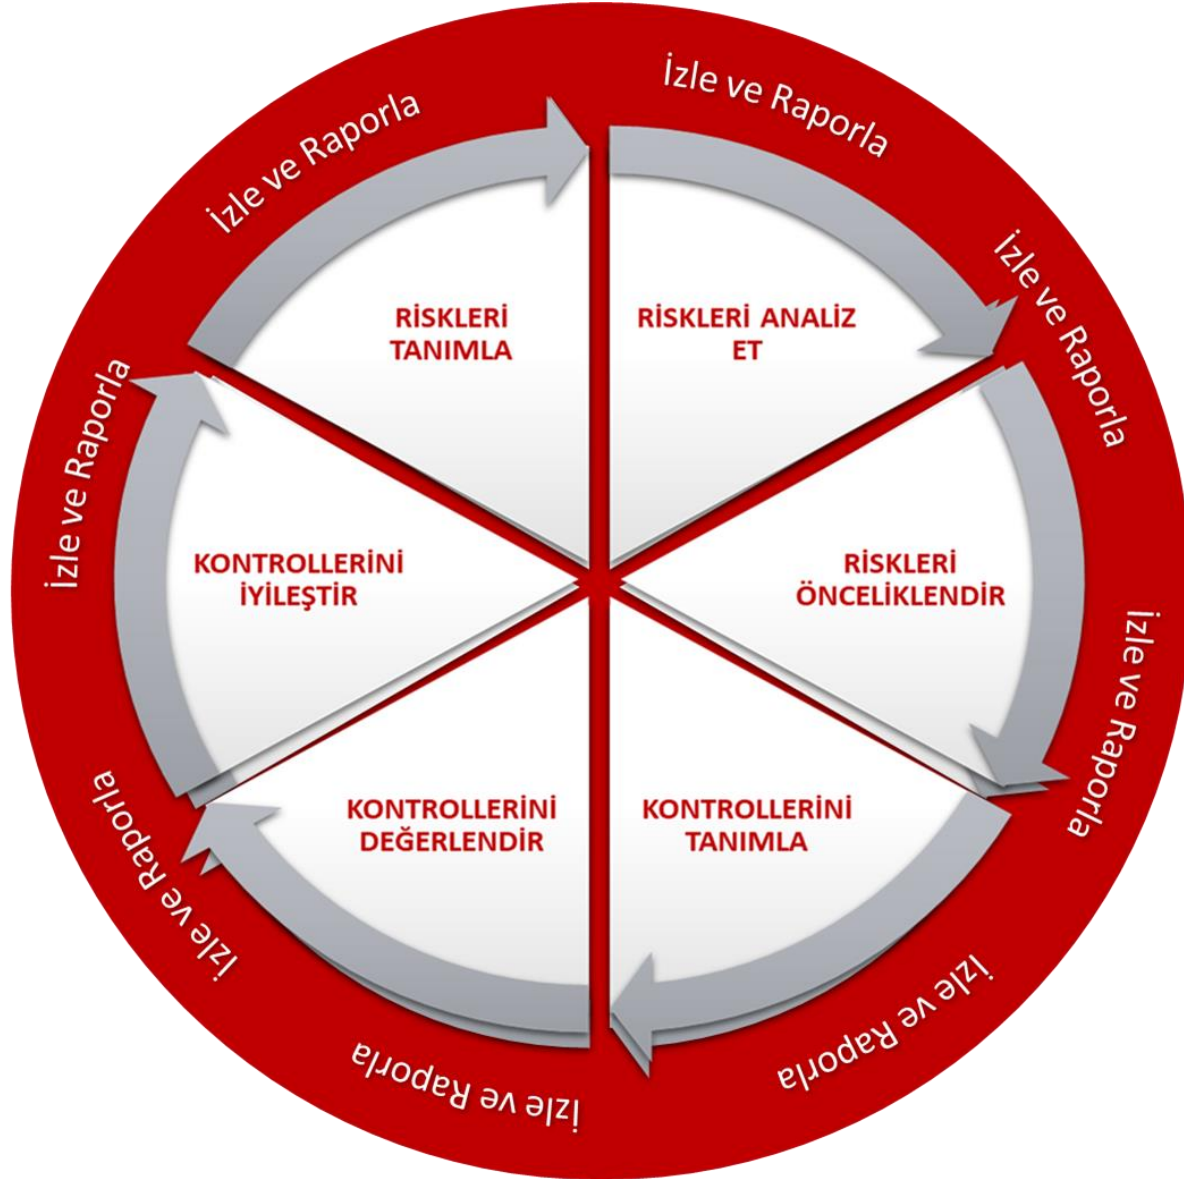 İzle ve Raporla
İzle ve Raporla
İzle ve Raporla
İzle ve Raporla
İzle ve Raporla
İzle ve Raporla
İzle ve Raporla
İzle ve Raporla
RİSKLERİ
TANIMLA
RİSKLERİ ANALİZ
ET
RİSKLERİ
ÖNCELİKLENDİR
KONTROLLERİNİ
TANIMLA
KONTROLLERİNİ
DEĞERLENDİR
KONTROLLERİNİ
İYİLEŞTİR